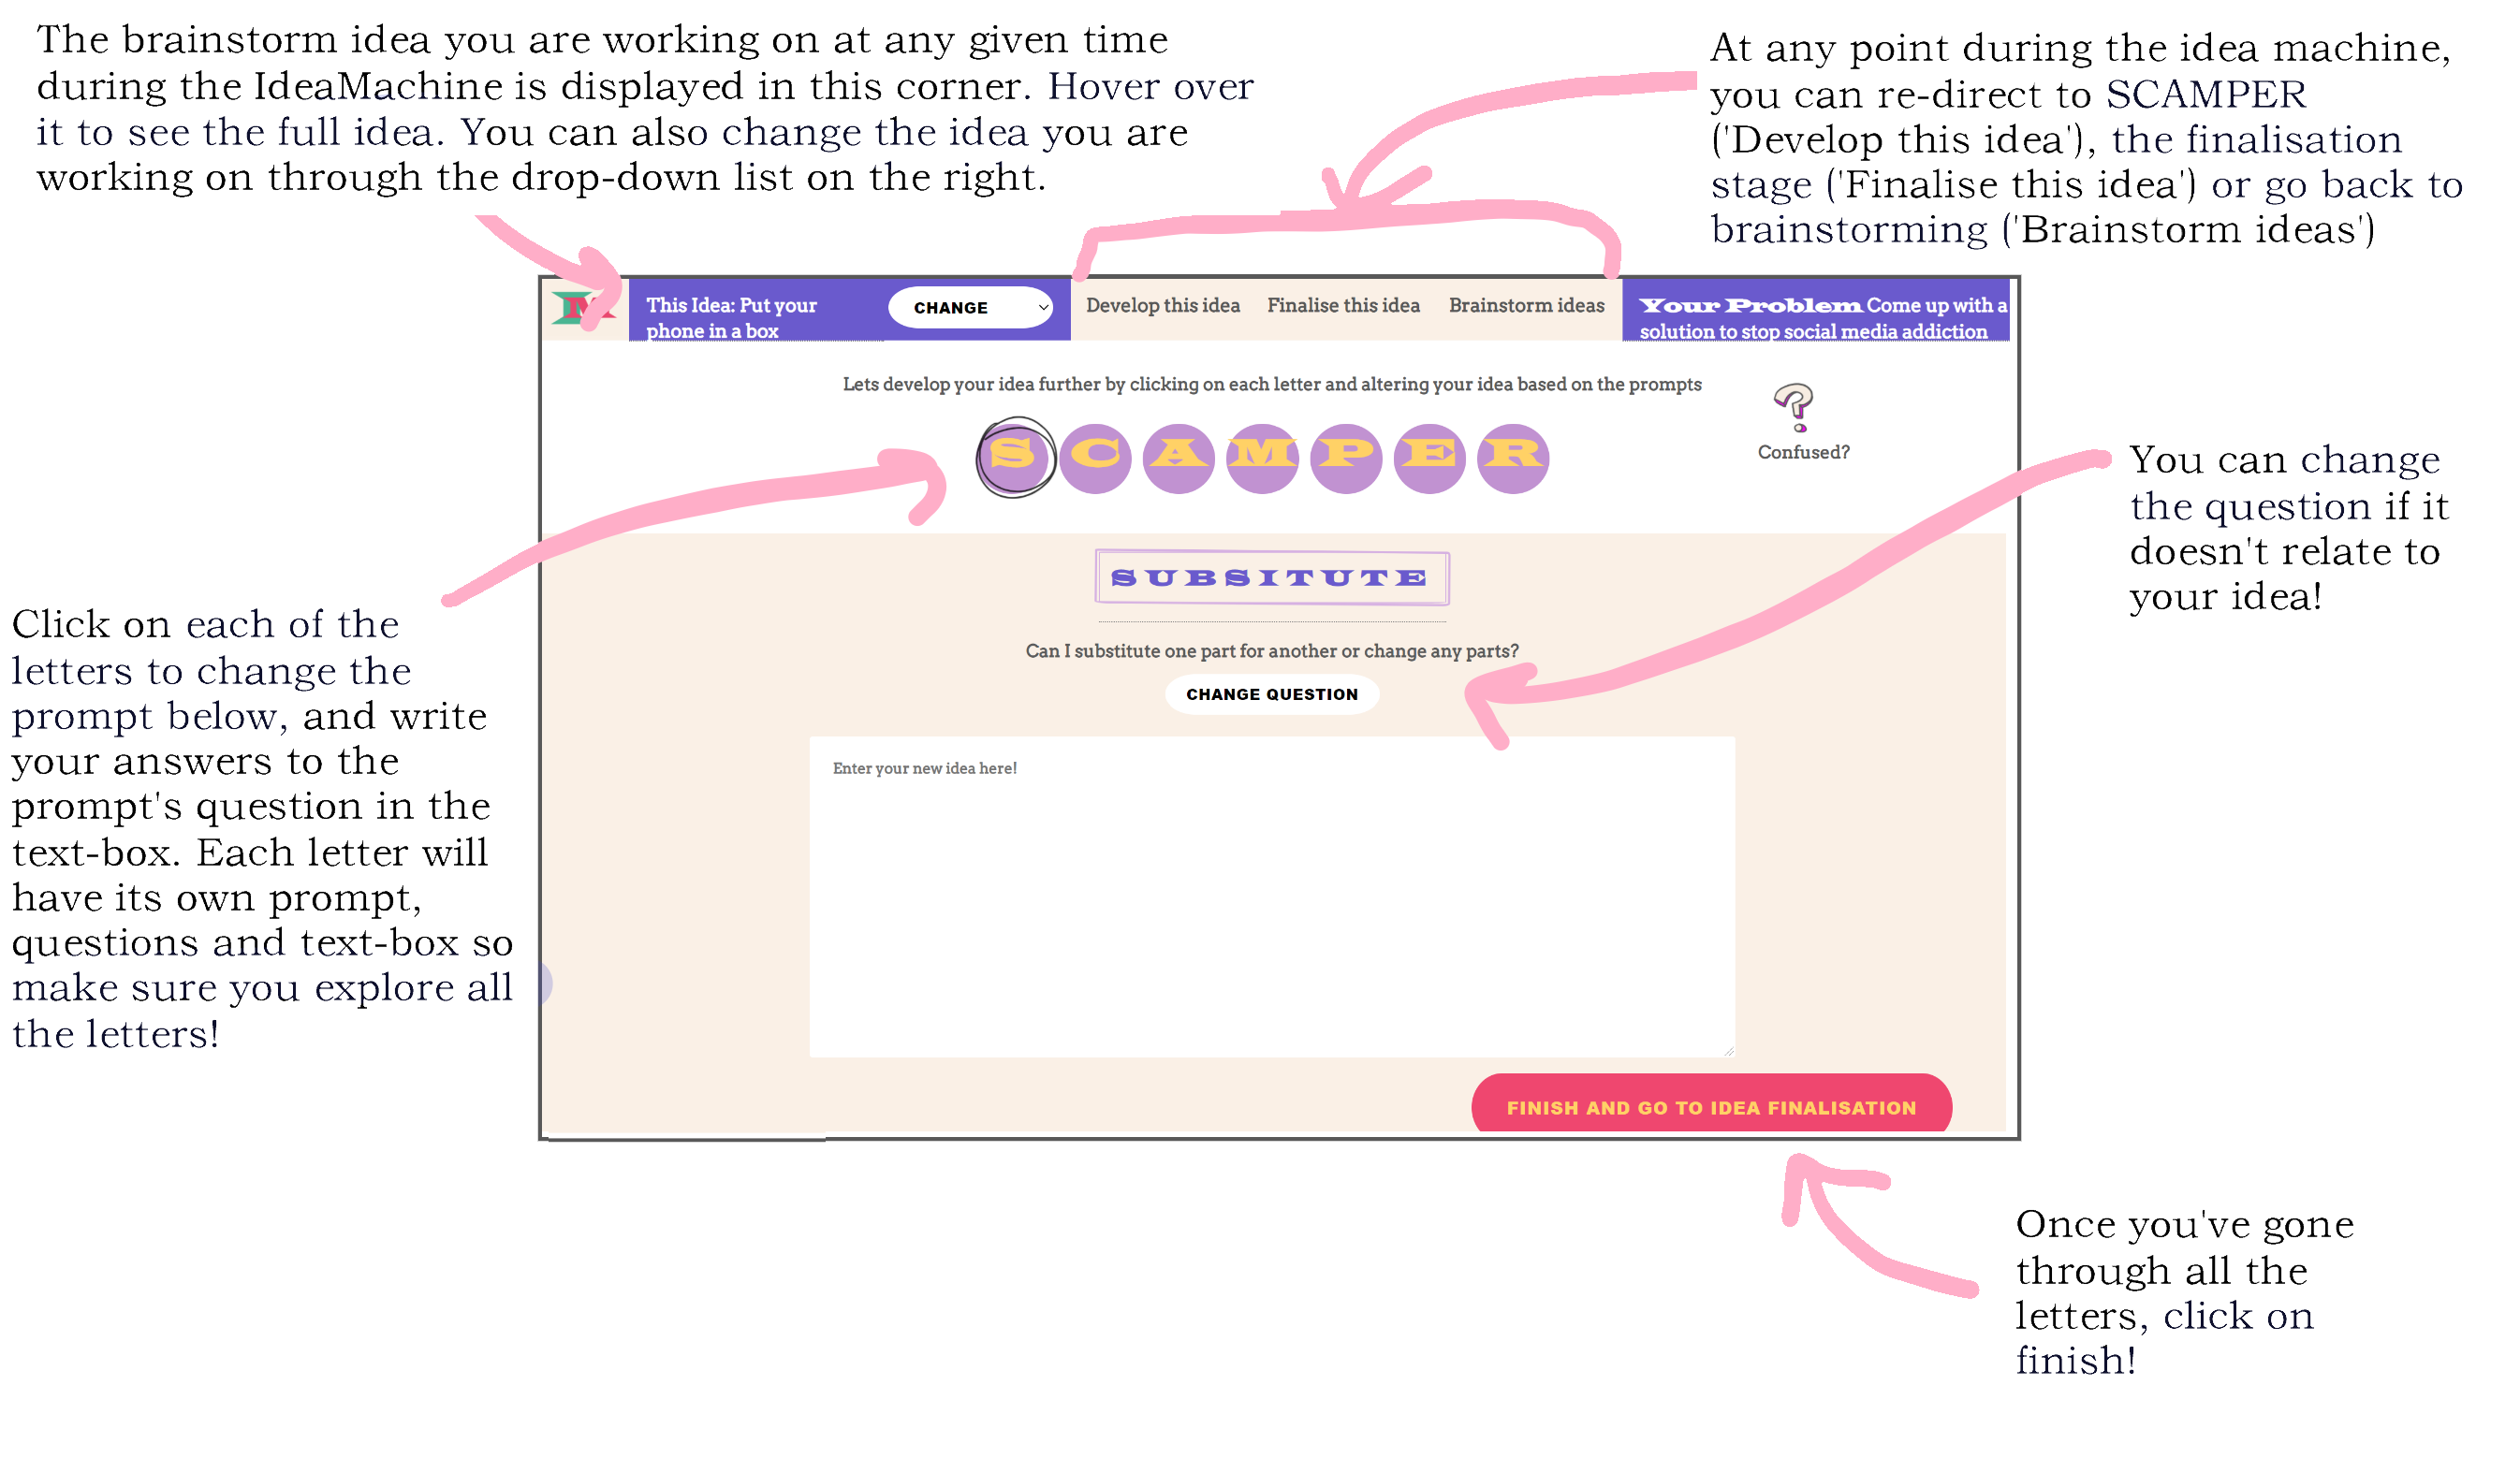 The brainstorm idea you are working on at any given time
during the IdeaMachine is displayed in this corner. Hover over
it to see the full idea. You can also change the idea you are
working on through the drop-down list on the right.
At any point during the idea machine,
you can re-direct to SCAMPER
('Develop this idea'), the finalisation
stage ('Finalise this idea') or go back to
brainstorming ('Brainstorm ideas')
IM
This Idea: Put your
phone in a box
CHANGE
Develop this idea
Finalise this idea
Brainstorm ideas
Your Problem Come up with a
solution to stop social media addiction
Lets develop your idea further by clicking on each letter and altering your idea based on the prompts
Confused?
S C A M P E R
You can change
the question if it
doesn't relate to
your idea!
SUBSITUTE
Can I substitute one part for another or change any parts?
CHANGE QUESTION
Click on each of the
letters to change the
prompt below, and write
your answers to the
prompt's question in the
text-box. Each letter will
have its own prompt,
questions and text-box so
make sure you explore all
the letters!
Enter your new idea here!
FINISH AND GO TO IDEA FINALISATION
Once you've gone
through all the
letters, click on
finish!